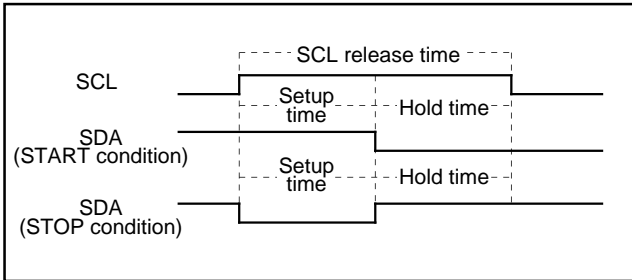 SCL release time
SCL
Setup
time
Hold time
SDA
(START condition)
Setup
time
Hold time
SDA
(STOP condition)